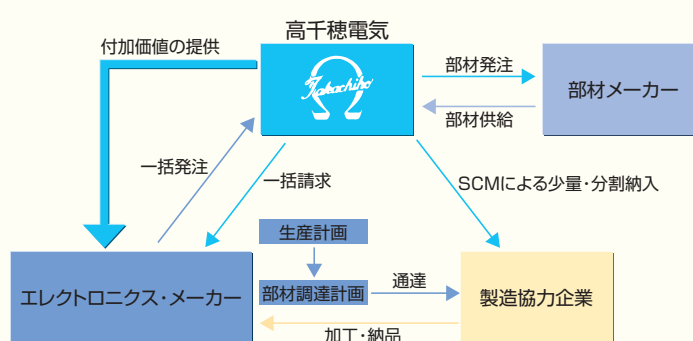 高千穂電気
付加価値の提供
Takachiho
部材発注
部材メーカー
部材供給
一括発注
一括請求
SCMによる少量・分割納入
生産計画
エレクトロニクス・メーカー
部材調達計画
通達
製造協力企業
加工・納品